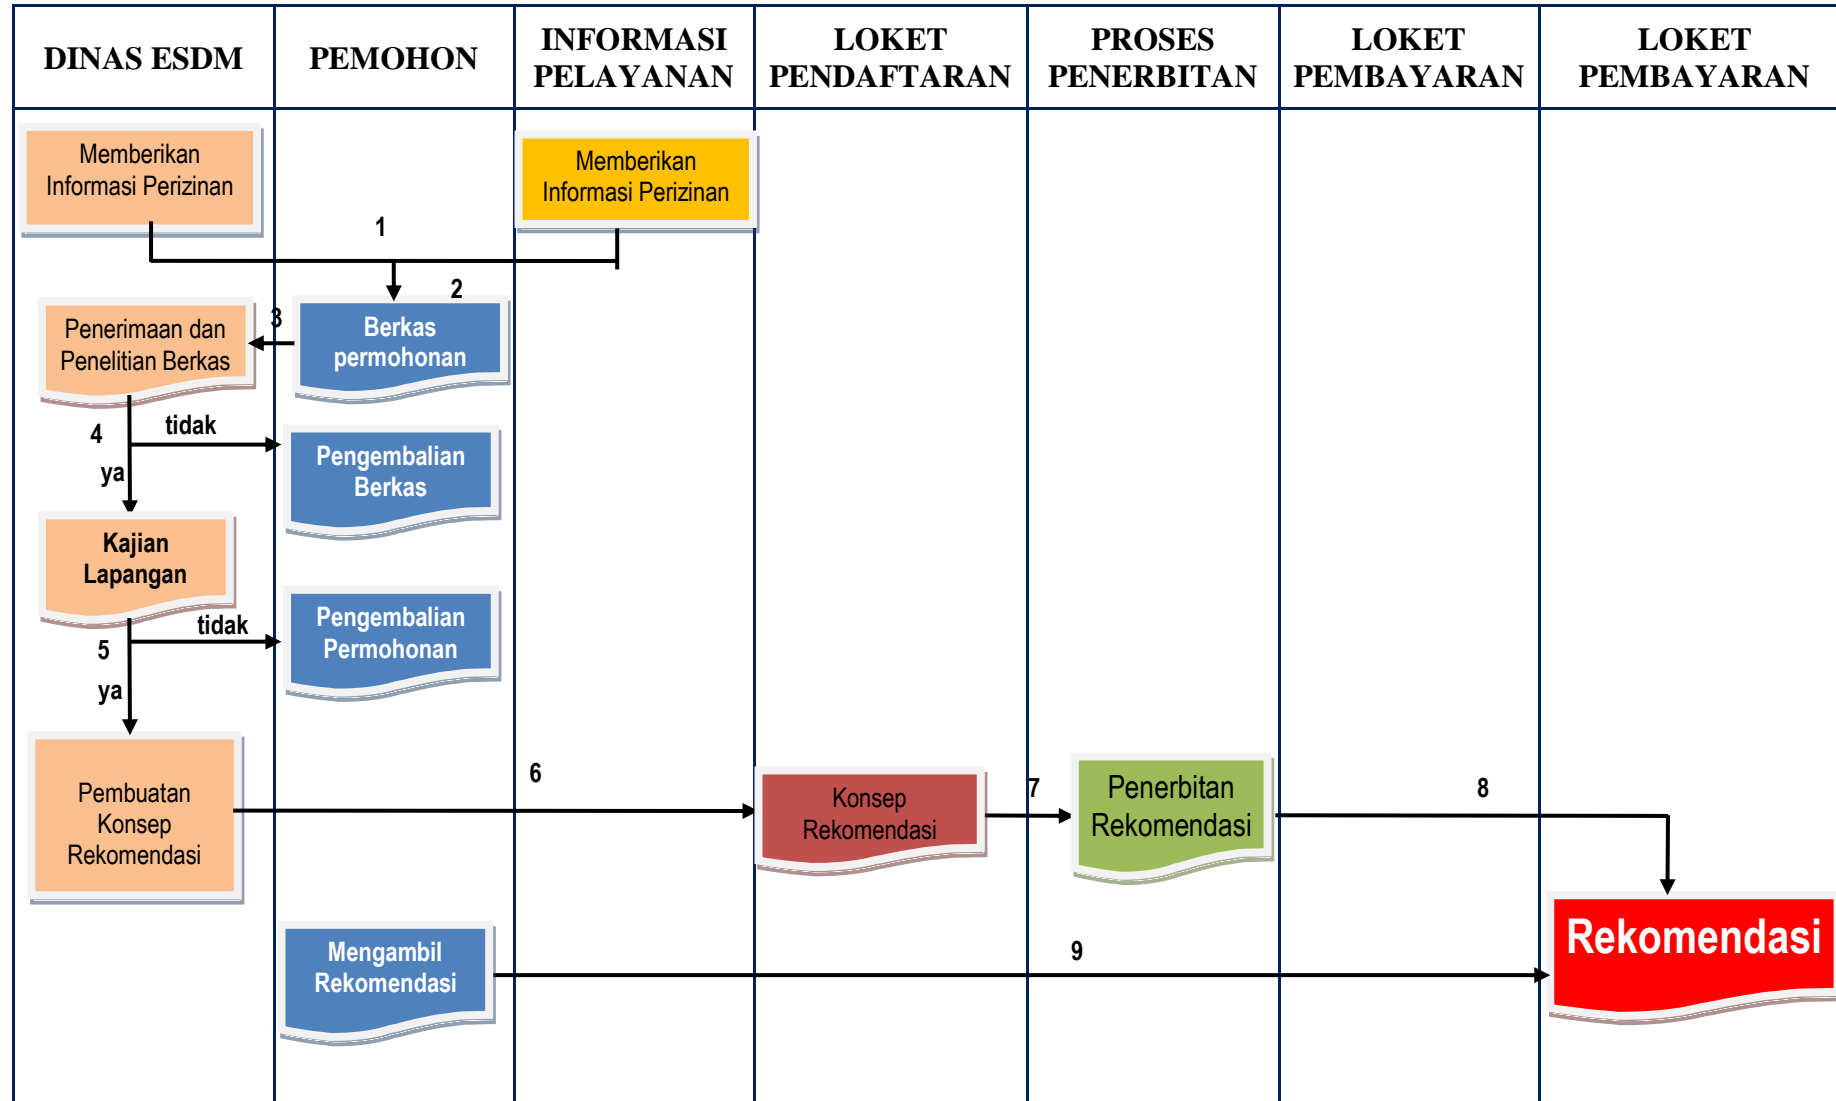 DINAS ESDM
PEMOHON
INFORMASI
PELAYANAN
LOKET
PENDAFTARAN
PROSES
PENERBITAN
LOKET
PEMBAYARAN
LOKET
PEMBAYARAN
Memberikan
Informasi Perizinan
Memberikan
Informasi Perizinan
1
2
3
Penerimaan dan
Penelitian Berkas
Berkas
permohonan
4
tidak
ya
Pengembalian
Berkas
Kajian
Lapangan
5
tidak
ya
Pengembalian
Permohonan
Pembuatan
Konsep
Rekomendasi
6
Konsep
Rekomendasi
7
Penerbitan
Rekomendasi
8
Mengambil
Rekomendasi
9
Rekomendasi